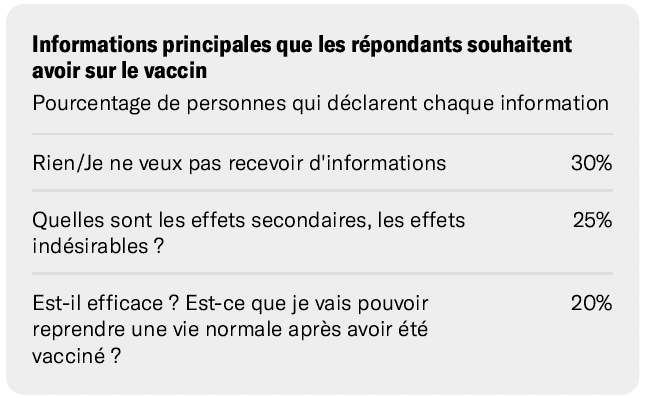 Informations principales que les répondants souhaitent
avoir sur le vaccin
Pourcentage de personnes qui déclarent chaque information
Rien/Je ne veux pas recevoir d'informations 30%
Quelles sont les effets secondaires, les effets 25%
indésirables ?
Est-il efficace ? Est-ce que je vais pouvoir 20%
reprendre une vie normale après avoir été
vacciné ?